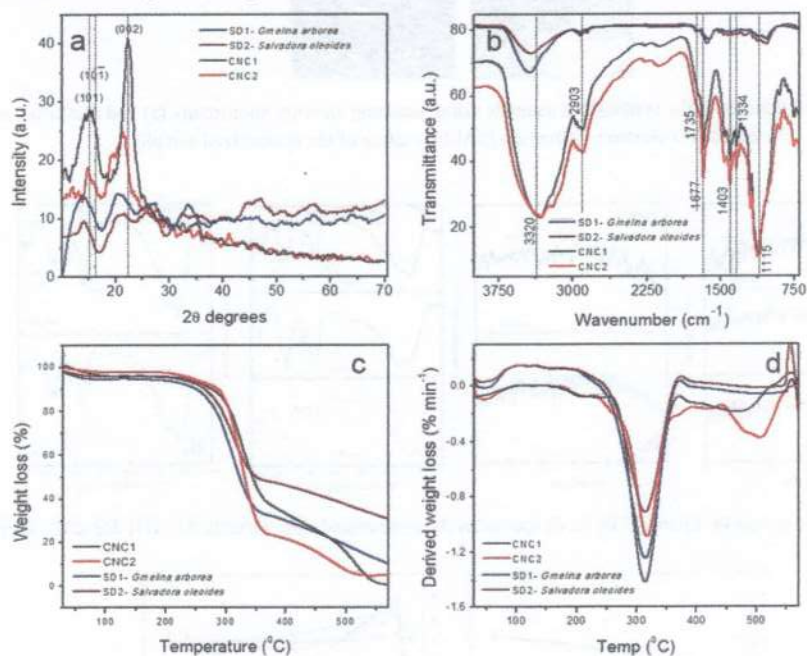 a
(002)
(101̄)
(101)
SD1- Gmelina arborea
SD2- Salvadora oleoides
CNC1
CNC2
Intensity (a.u.)
40
30
20
10
0
20 30 40 50 60 70
2θ degrees
b
2903
1735
1334
3320
1677
1403
1115
SD1- Gmelina arborea
SD2- Salvadora oleoides
CNC1
CNC2
Transmittance (a.u.)
80
60
40
20
3750 3000 2250 1500 750
Wavenumber (cm⁻¹)
c
CNC1
CNC2
SD1- Gmelina arborea
SD2- Salvadora oleoides
Weight loss (%)
100
80
60
40
20
0
100 200 300 400 500
Temperature (°C)
d
CNC1
CNC2
SD1- Gmelina arborea
SD2- Salvadora oleoides
Derived weight loss (% min⁻¹)
0.0
-0.4
-0.8
-1.2
-1.6
100 200 300 400 500
Temp (°C)